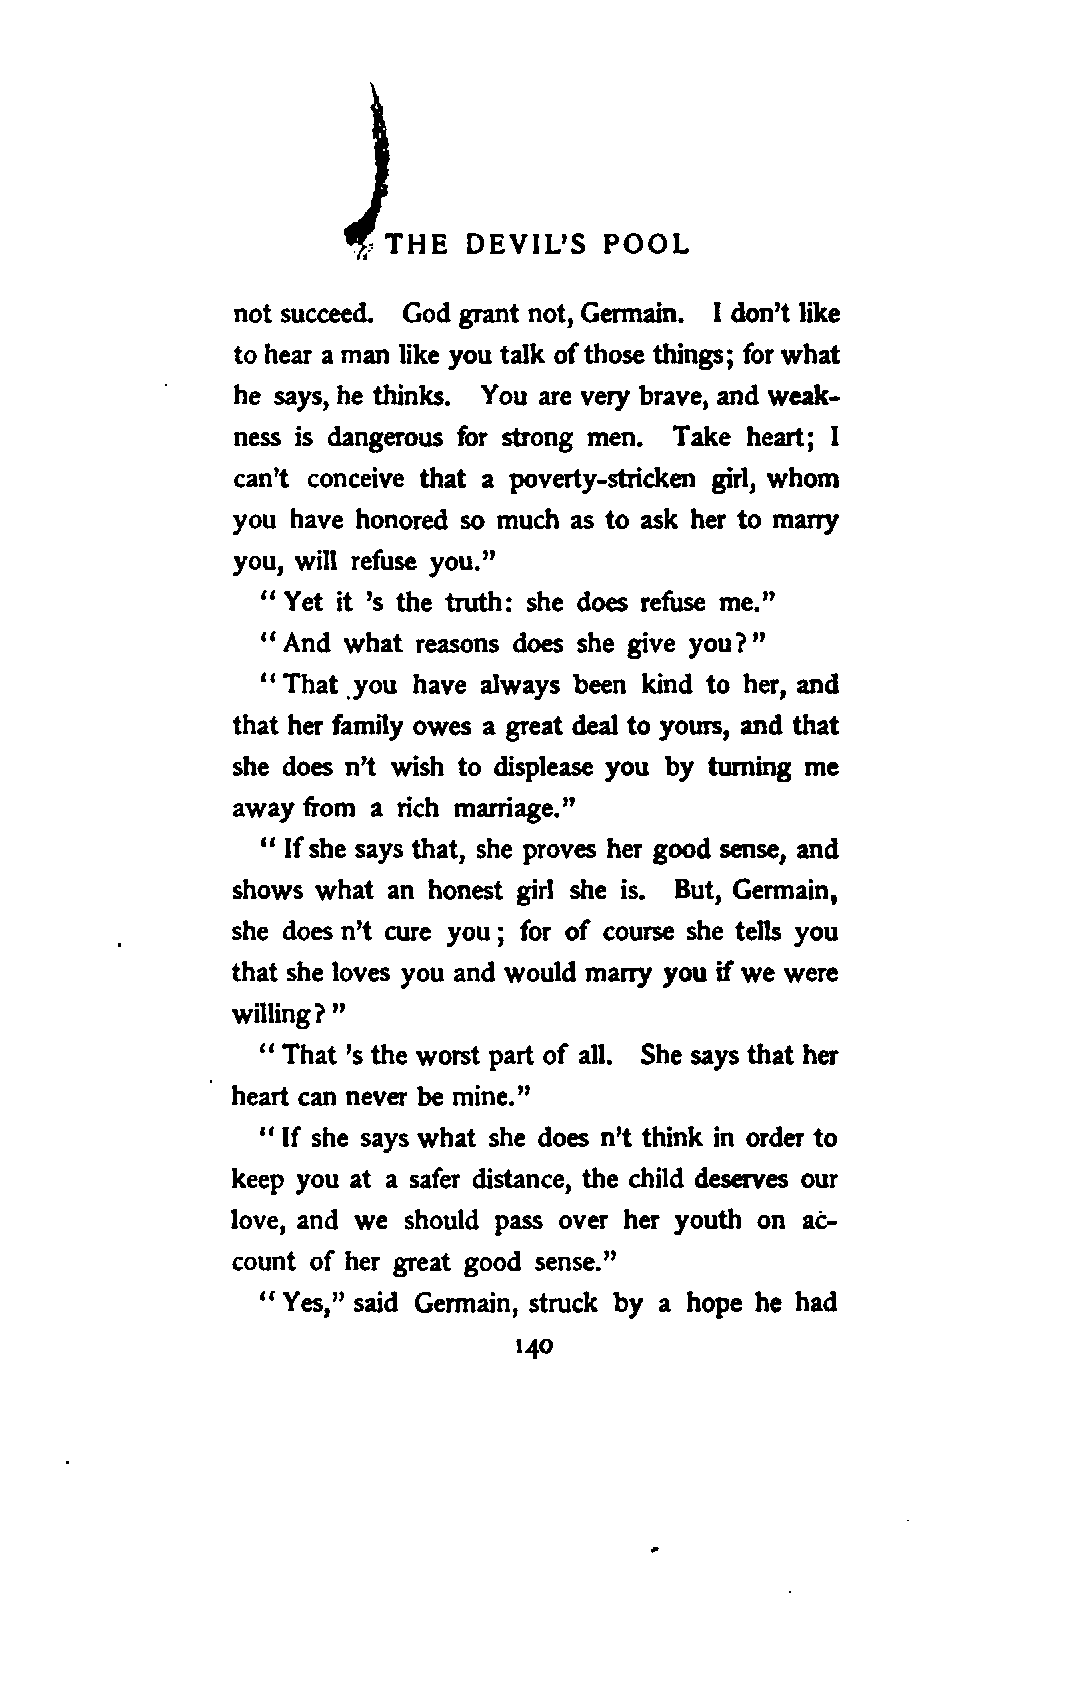 THE DEVIL'S POOL
not succeed. God grant not, Germain. I don't like
to hear a man like you talk of those things; for what
he says, he thinks. You are very brave, and weak-
ness is dangerous for strong men. Take heart; I
can't conceive that a poverty-stricken girl, whom
you have honored so much as to ask her to marry
you, will refuse you."
"Yet it 's the truth: she does refuse me."
"And what reasons does she give you?"
"That you have always been kind to her, and
that her family owes a great deal to yours, and that
she does n't wish to displease you by turning me
away from a rich marriage."
"If she says that, she proves her good sense, and
shows what an honest girl she is. But, Germain,
she does n't cure you; for of course she tells you
that she loves you and would marry you if we were
willing?"
"That 's the worst part of all. She says that her
heart can never be mine."
"If she says what she does n't think in order to
keep you at a safer distance, the child deserves our
love, and we should pass over her youth on ac-
count of her great good sense."
"Yes," said Germain, struck by a hope he had
140